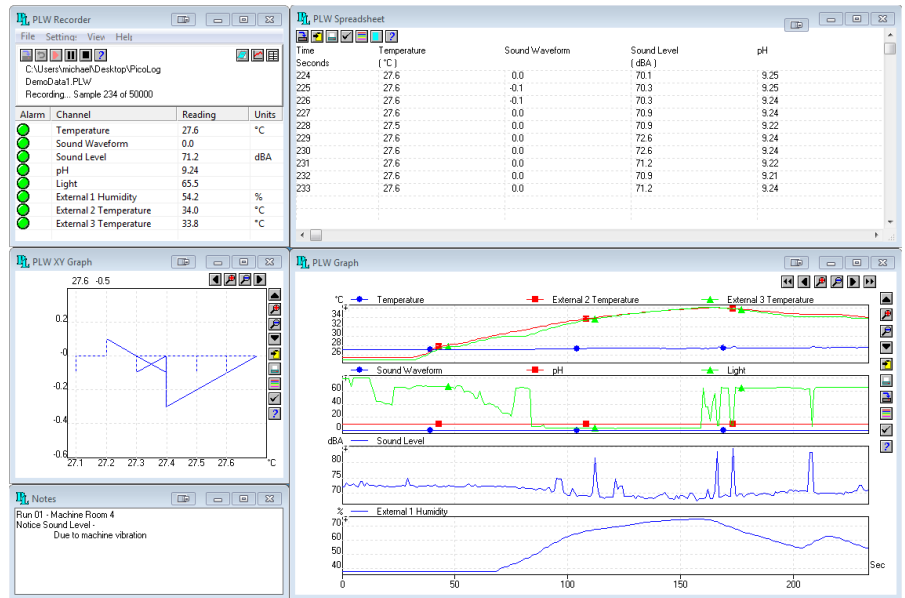 PLW Recorder
File Settings View Help
C:\Users\michael\Desktop\PicoLog
DemoData1.PLW
Recording... Sample 234 of 50000
Alarm Channel Reading Units
Temperature 27.6 °C
Sound Waveform 0.0
Sound Level 71.2 dBA
pH 9.24
Light 65.5
External 1 Humidity 54.2 %
External 2 Temperature 34.0 °C
External 3 Temperature 33.8 °C
PLW Spreadsheet
Time Temperature Sound Waveform Sound Level pH
Seconds (°C) (dBA)
224 27.6 0.0 70.1 9.25
225 27.6 -0.1 70.3 9.25
226 27.6 -0.1 70.3 9.24
227 27.6 0.0 70.9 9.24
228 27.5 0.0 70.9 9.22
229 27.6 0.0 72.6 9.24
230 27.6 0.0 72.6 9.24
231 27.6 0.0 71.2 9.22
232 27.6 0.0 70.9 9.21
233 27.6 0.0 71.2 9.24
PLW XY Graph
27.6 -0.5
0.2
-0
-0.2
-0.4
-0.6
27.1 27.2 27.3 27.4 27.5 27.6 °C
PLW Graph
°C Temperature External 2 Temperature External 3 Temperature
34
32
30
28
26
Sound Waveform pH Light
60
40
20
0
dBA Sound Level
80
75
70
% External 1 Humidity
70
60
50
40
Sec
0 50 100 150 200
Notes
Run 01 - Machine Room 4
Notice Sound Level -
Due to machine vibration